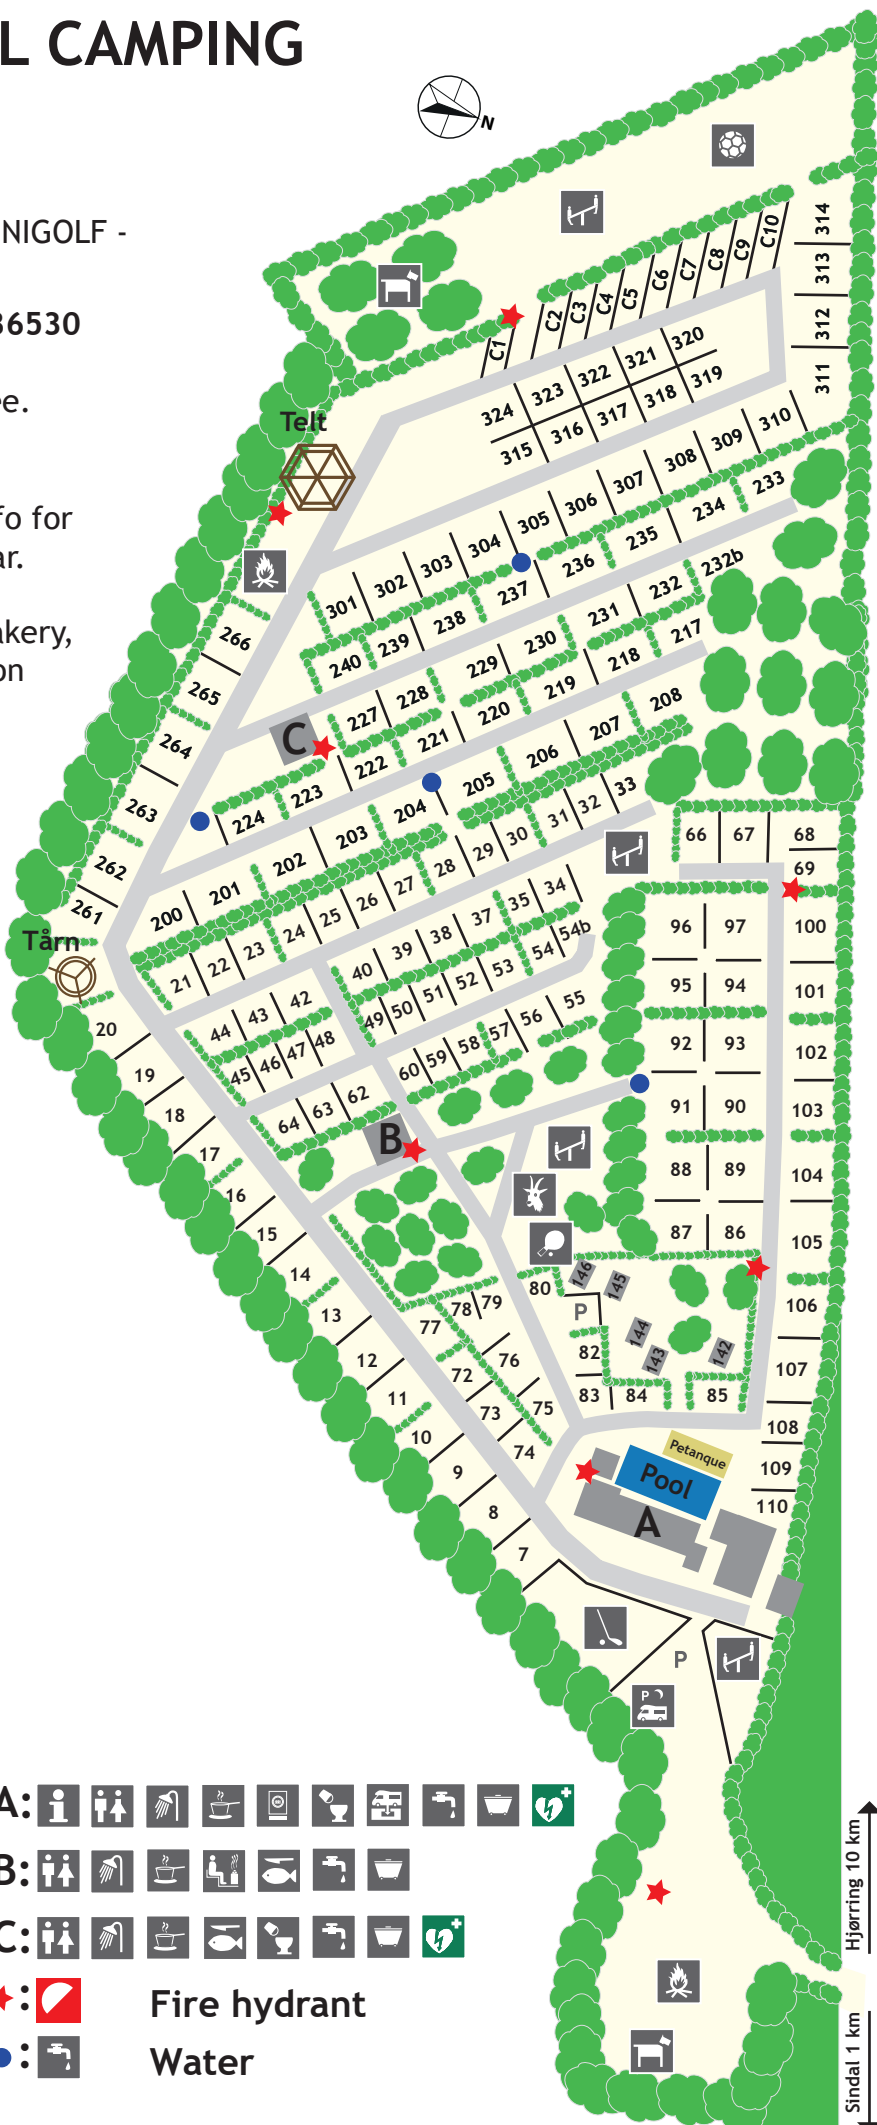 L CAMPING
N
NIGOLF -
36530
e.
fo for
ar.
akery,
on
Telt
Tårn
314
313
312
311
C1 C2 C3 C4 C5 C6 C7 C8 C9 C10
324 323 322 321 320
315 316 317 318 319
301 302 303 304 305 306 307 308 309 310
240 239 238 237 236 235 234 233
227 228 229 230 231 232 232b
C
224 223 222 221 220 219 218 217
200 201 202 203 204 205 206 207 208
266
265
264
263
262
261
21 22 23 24 25 26 27 28 29 30 31 32 33
40 39 38 37 35 34
49 50 51 52 53 54 54b
44 43 42
45 46 47 48
60 59 58 57 56 55
64 63 62
B
66 67 68
69
96 97 100
95 94 101
92 93 102
91 90 103
88 89 104
87 86 105
106
107
108
109
110
20
19
18
17
16
15
14
13
12
11
10
9
8
7
77 78 79
72 76
73 75
74
80
146 145
P
144
143 142
82
83 84 85
Petanque
Pool
A
P
P
A:
B:
C:
: Fire hydrant
: Water
Hjørring 10 km
Sindal 1 km